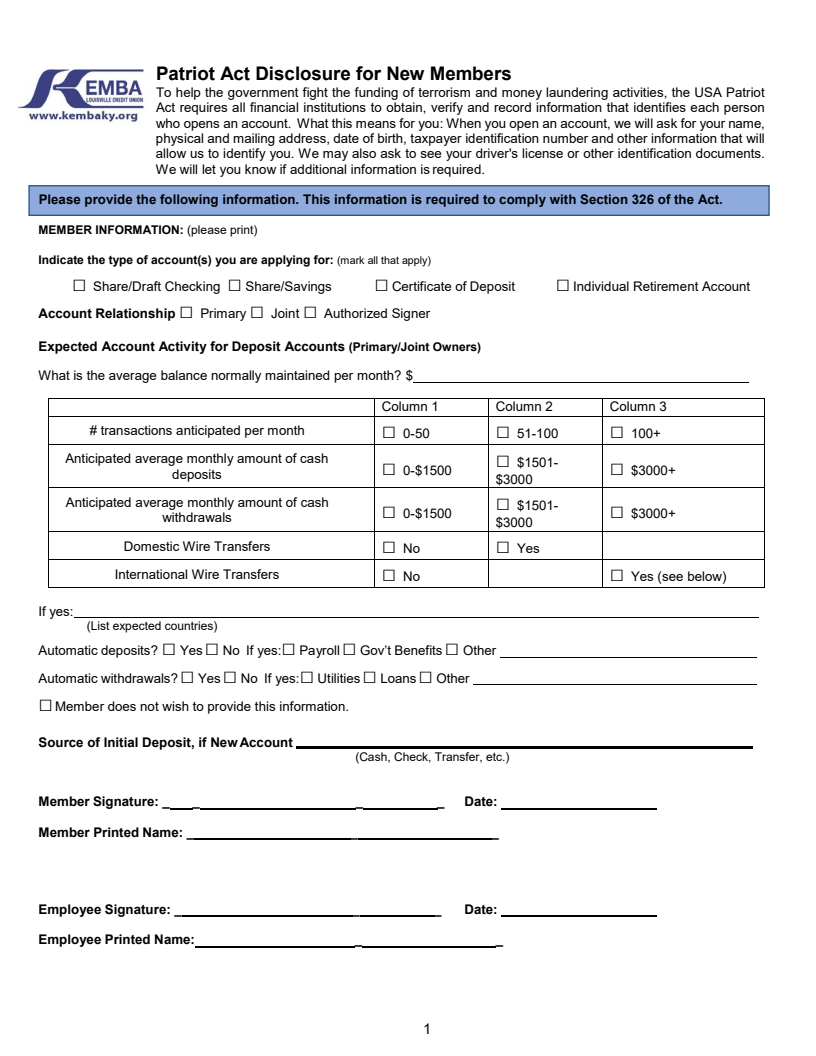 KEMBA
LOUISVILLE CREDIT UNION
www.kembaky.org
Patriot Act Disclosure for New Members
To help the government fight the funding of terrorism and money laundering activities, the USA Patriot
Act requires all financial institutions to obtain, verify and record information that identifies each person
who opens an account. What this means for you: When you open an account, we will ask for your name,
physical and mailing address, date of birth, taxpayer identification number and other information that will
allow us to identify you. We may also ask to see your driver's license or other identification documents.
We will let you know if additional information is required.
Please provide the following information. This information is required to comply with Section 326 of the Act.
MEMBER INFORMATION: (please print)
Indicate the type of account(s) you are applying for: (mark all that apply)
☐ Share/Draft Checking ☐ Share/Savings ☐ Certificate of Deposit ☐ Individual Retirement Account
Account Relationship ☐ Primary ☐ Joint ☐ Authorized Signer
Expected Account Activity for Deposit Accounts (Primary/Joint Owners)
What is the average balance normally maintained per month? $
Column 1 Column 2 Column 3
# transactions anticipated per month ☐ 0-50 ☐ 51-100 ☐ 100+
Anticipated average monthly amount of cash
deposits
☐ 0-$1500
☐ $1501-
$3000
☐ $3000+
Anticipated average monthly amount of cash
withdrawals
☐ 0-$1500
☐ $1501-
$3000
☐ $3000+
Domestic Wire Transfers ☐ No ☐ Yes
International Wire Transfers ☐ No ☐ Yes (see below)
If yes:
(List expected countries)
Automatic deposits? ☐ Yes ☐ No If yes: ☐ Payroll ☐ Gov't Benefits ☐ Other
Automatic withdrawals? ☐ Yes ☐ No If yes: ☐ Utilities ☐ Loans ☐ Other
☐ Member does not wish to provide this information.
Source of Initial Deposit, if New Account
(Cash, Check, Transfer, etc.)
Member Signature: Date:
Member Printed Name:
Employee Signature: Date:
Employee Printed Name:
1